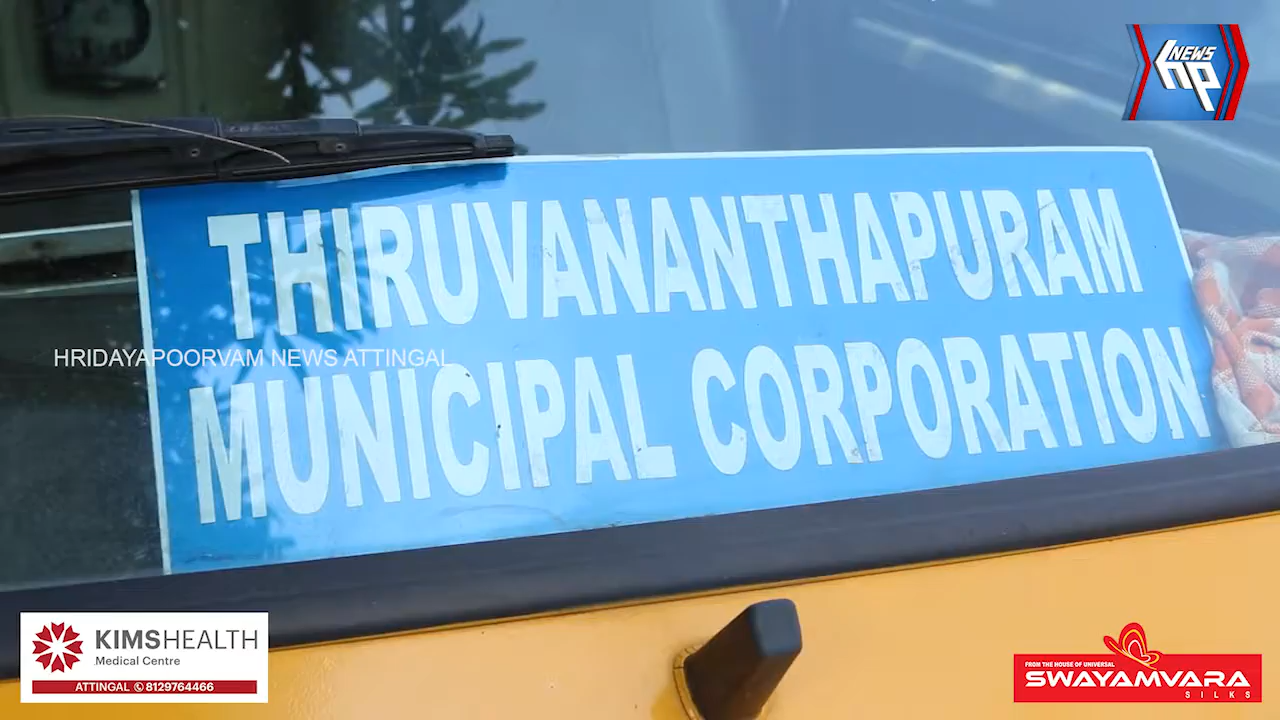 NEWS
hp
THIRUVANANTHAPURAM
HRIDAYAPOORVAM NEWS ATTINGAL
MUNICIPAL CORPORATION
KIMSHEALTH
Medical Centre
ATTINGAL 8129764466
FROM THE HOUSE OF UNIVERSAL
SWAYAMVARA
SILKS